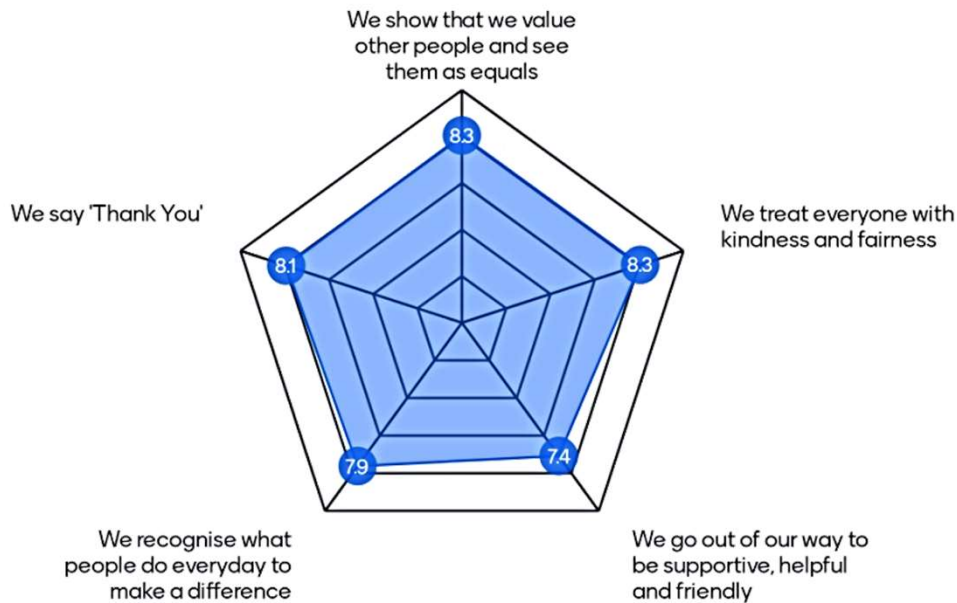 We show that we value
other people and see
them as equals
8.3
We say 'Thank You'
We treat everyone with
kindness and fairness
8.1
8.3
7.9
7.4
We recognise what
people do everyday to
make a difference
We go out of our way to
be supportive, helpful
and friendly